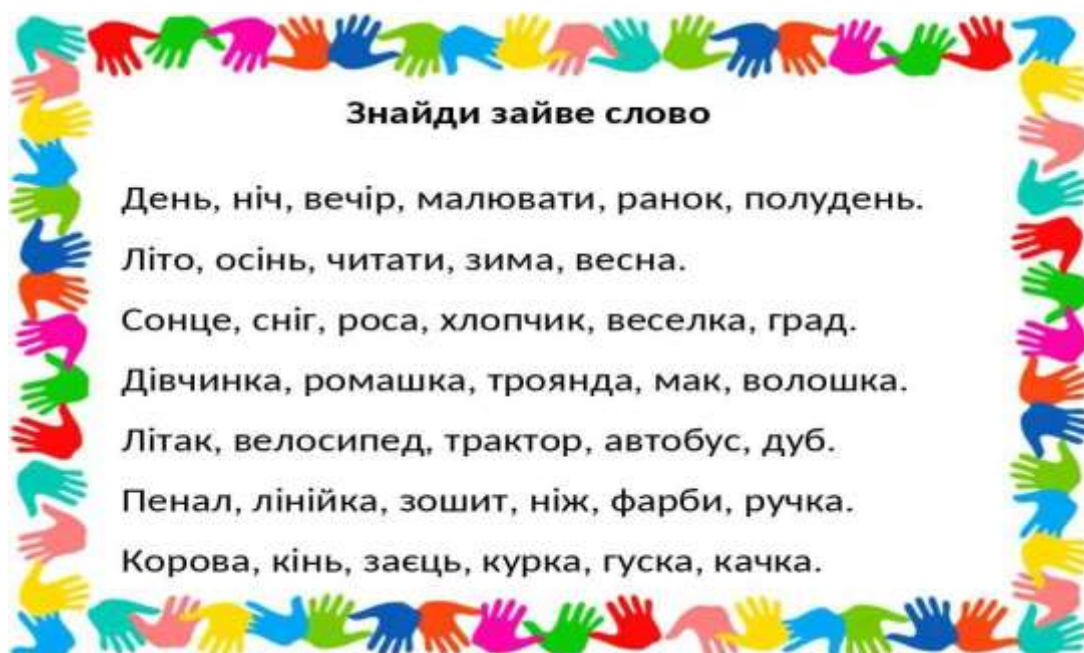 Знайди зайве слово
День, ніч, вечір, малювати, ранок, полудень.
Літо, осінь, читати, зима, весна.
Сонце, сніг, роса, хлопчик, веселка, град.
Дівчинка, ромашка, троянда, мак, волошка.
Літак, велосипед, трактор, автобус, дуб.
Пенал, лінійка, зошит, ніж, фарби, ручка.
Корова, кінь, заєць, курка, гуска, качка.